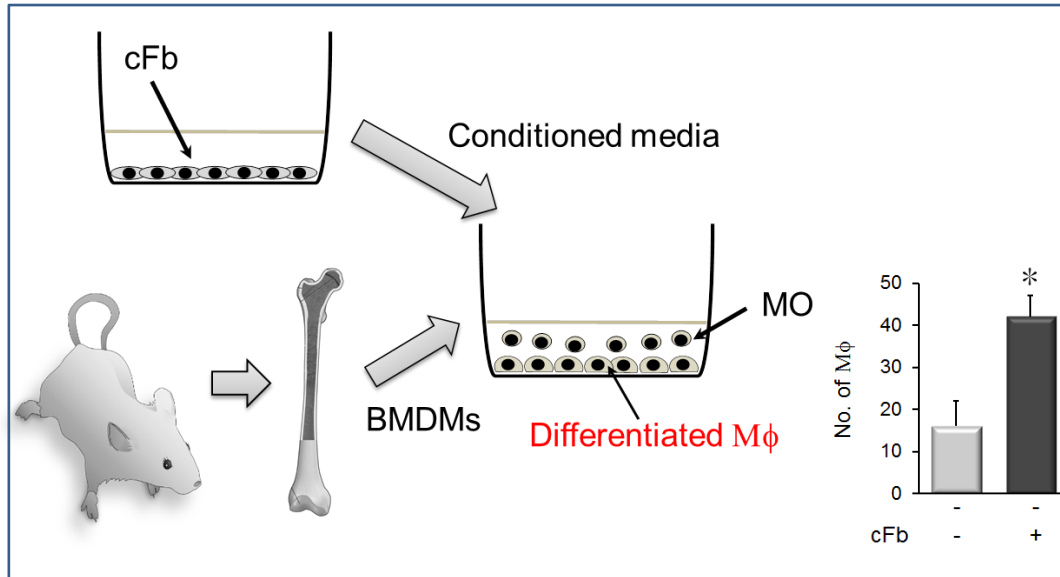 cFb
Conditioned media
MO
BMDMs
Differentiated Mϕ
*
No. of Mϕ
50
40
30
20
10
0
- -
cFb - +